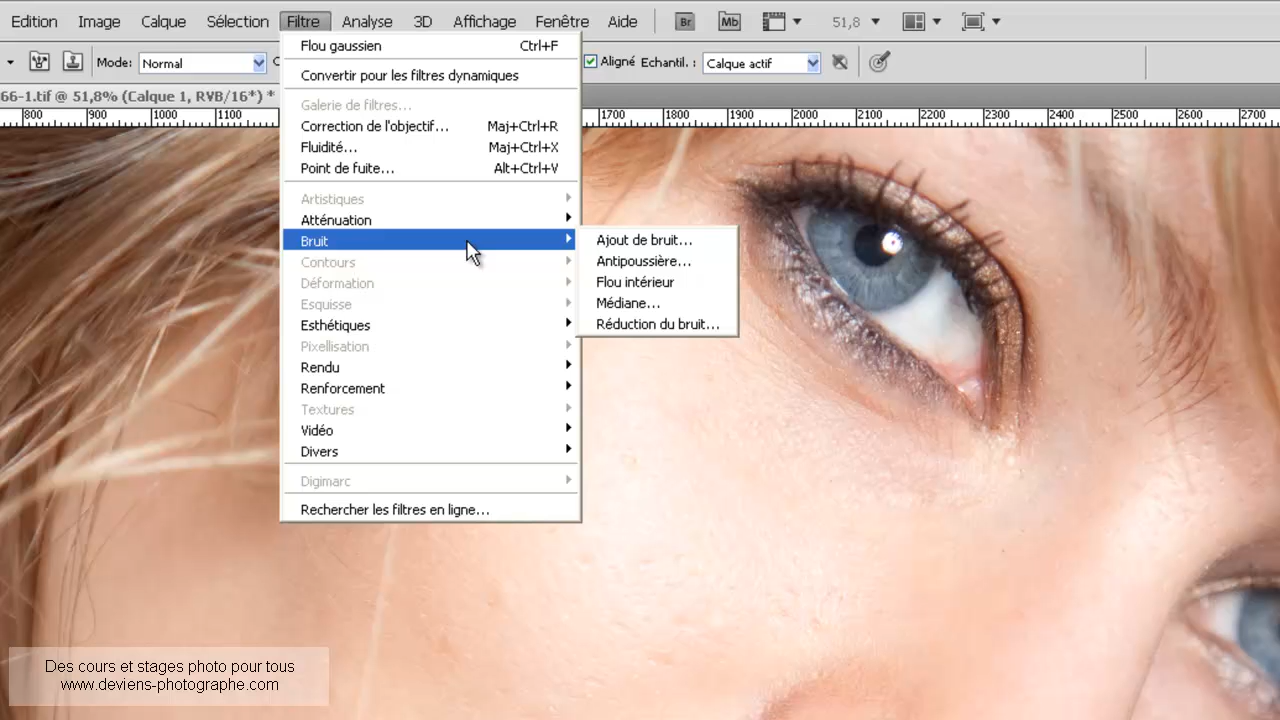 Edition Image Calque Sélection Filtre Analyse 3D Affichage Fenêtre Aide Br Mb 51,8
Mode: Normal Aligné Echantil. : Calque actif
66-1.tif @ 51,8% (Calque 1, RVB/16*) *
800 900 1000 1100 1700 1800 1900 2000 2100 2200 2300 2400 2500 2600 2700
Flou gaussien Ctrl+F
Convertir pour les filtres dynamiques
Galerie de filtres...
Correction de l'objectif... Maj+Ctrl+R
Fluidité... Maj+Ctrl+X
Point de fuite... Alt+Ctrl+V
Artistiques
Atténuation
Bruit
Contours
Déformation
Esquisse
Esthétiques
Pixellisation
Rendu
Renforcement
Textures
Vidéo
Divers
Digimarc
Rechercher les filtres en ligne...
Ajout de bruit...
Antipoussière...
Flou intérieur
Médiane...
Réduction du bruit...
Des cours et stages photo pour tous
www.deviens-photographe.com